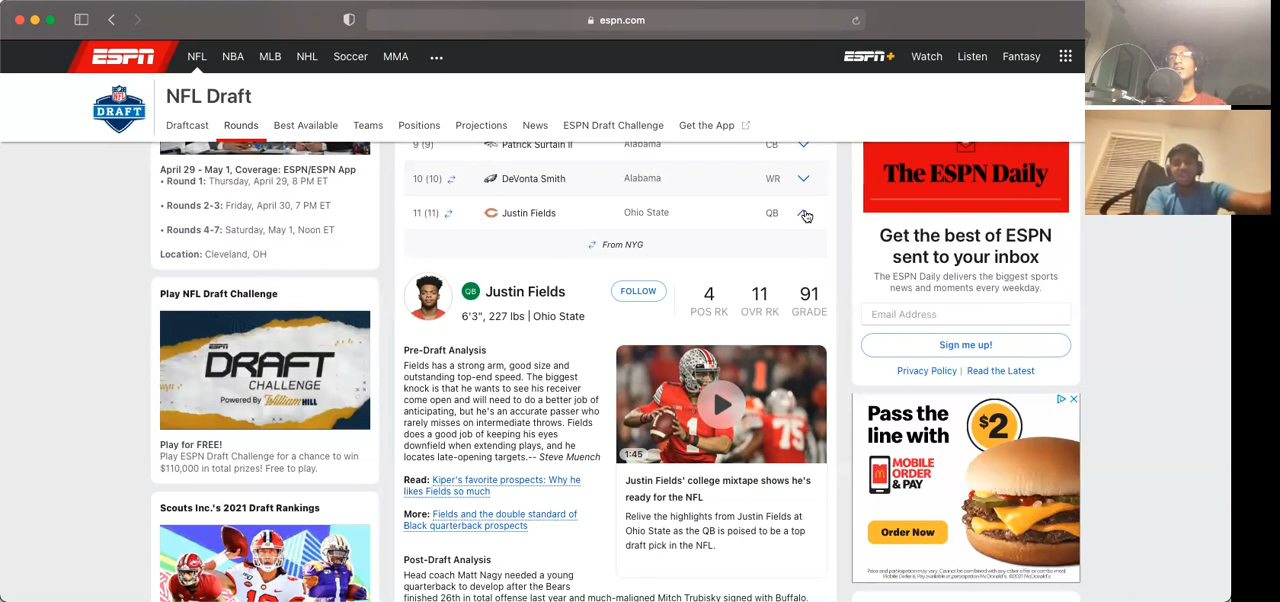 espn.com
ESPN NFL NBA MLB NHL Soccer MMA ••• ESPN+ Watch Listen Fantasy
NFL DRAFT
NFL Draft
Draftcast Rounds Best Available Teams Positions Projections News ESPN Draft Challenge Get the App
April 29 - May 1, Coverage: ESPN/ESPN App
• Round 1: Thursday, April 29, 8 PM ET
• Rounds 2-3: Friday, April 30, 7 PM ET
• Rounds 4-7: Saturday, May 1, Noon ET
Location: Cleveland, OH
Play NFL Draft Challenge
ESPN
DRAFT
CHALLENGE
Powered By William HILL
Play for FREE!
Play ESPN Draft Challenge for a chance to win
$110,000 in total prizes! Free to play.
Scouts Inc.'s 2021 Draft Rankings
9 (9) Patrick Surtain II Alabama CB
10 (10) DeVonta Smith Alabama WR
11 (11) Justin Fields Ohio State QB
From NYG
QB Justin Fields
6'3", 227 lbs | Ohio State
FOLLOW
4 11 91
POS RK OVR RK GRADE
Pre-Draft Analysis
Fields has a strong arm, good size and
outstanding top-end speed. The biggest
knock is that he wants to see his receiver
come open and will need to do a better job of
anticipating, but he's an accurate passer who
rarely misses on intermediate throws. Fields
does a good job of keeping his eyes
downfield when extending plays, and he
locates late-opening targets.-- Steve Muench
Read: Kiper's favorite prospects: Why he
likes Fields so much
More: Fields and the double standard of
Black quarterback prospects
Post-Draft Analysis
Head coach Matt Nagy needed a young
quarterback to develop after the Bears
finished 26th in total offense last year and much-maligned Mitch Trubisky signed with Buffalo.
1:45
Justin Fields' college mixtape shows he's
ready for the NFL
Relive the highlights from Justin Fields at
Ohio State as the QB is poised to be a top
draft pick in the NFL.
The ESPN Daily
Get the best of ESPN
sent to your inbox
The ESPN Daily delivers the biggest sports
news and moments every weekday.
Email Address
Sign me up!
Privacy Policy | Read the Latest
Pass the
line with
$2
MOBILE
ORDER
& PAY
Order Now